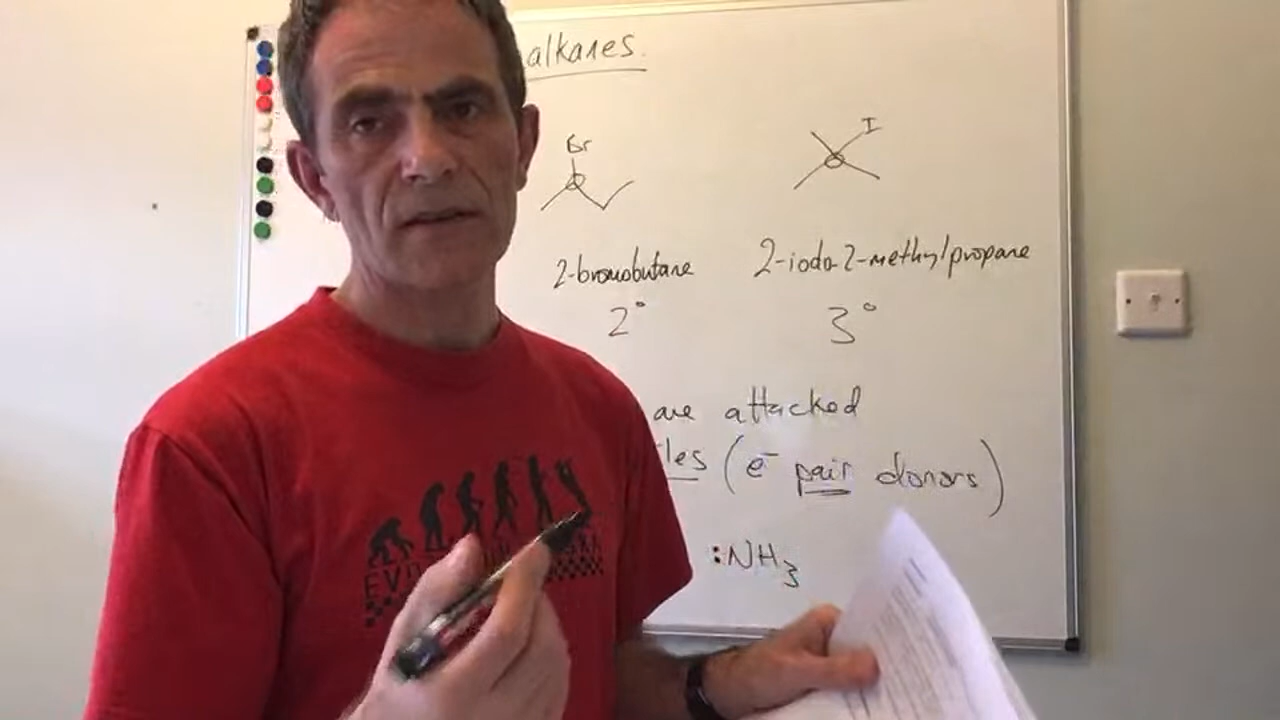 alkanes.
Br
I
2-bromobutane
2-iodo-2-methylpropane
2°
3°
are attacked
les (e⁻ pair donors)
:NH₃